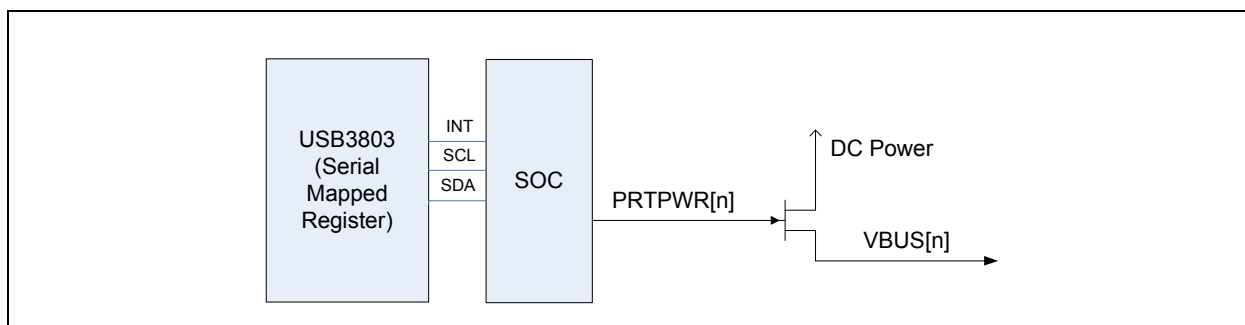 USB3803
(Serial
Mapped
Register)
INT
SCL
SDA
SOC
PRTPWR[n]
DC Power
VBUS[n]